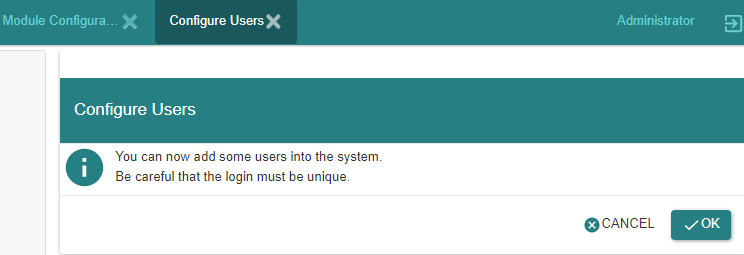 Module Configura...
Configure Users
Administrator
Configure Users
You can now add some users into the system.
Be careful that the login must be unique.
CANCEL
OK